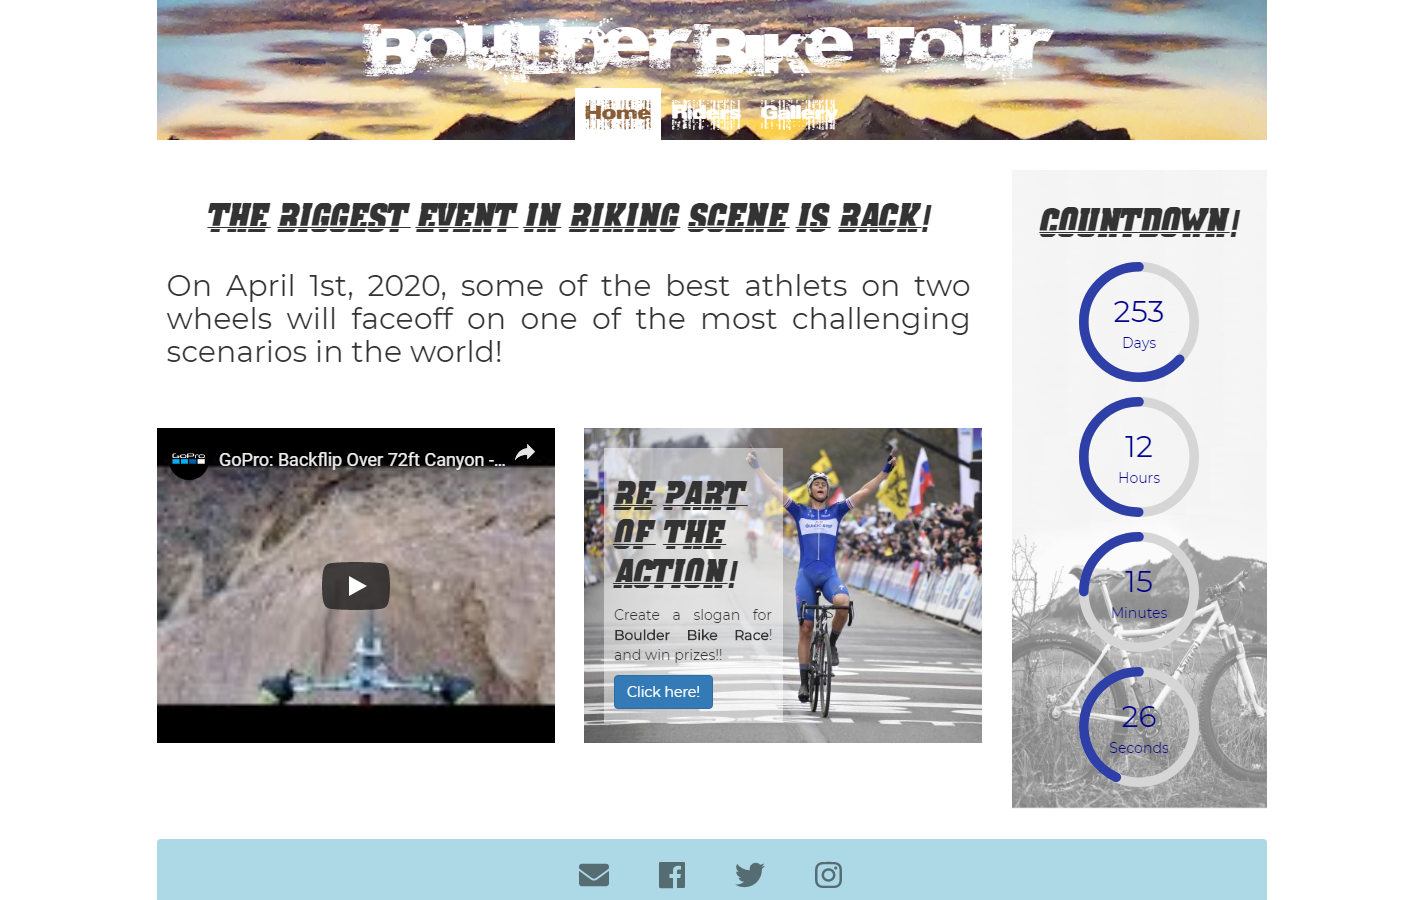 Boulder Bike Tour
Home Riders Gallery
THE BIGGEST EVENT IN BIKING SCENE IS BACK!
On April 1st, 2020, some of the best athlets on two
wheels will faceoff on one of the most challenging
scenarios in the world!
GoPro
GoPro: Backflip Over 72ft Canyon -...
BE PART
OF THE
ACTION!
Create a slogan for
Boulder Bike Race!
and win prizes!!
Click here!
COUNTDOWN!
253
Days
12
Hours
15
Minutes
26
Seconds